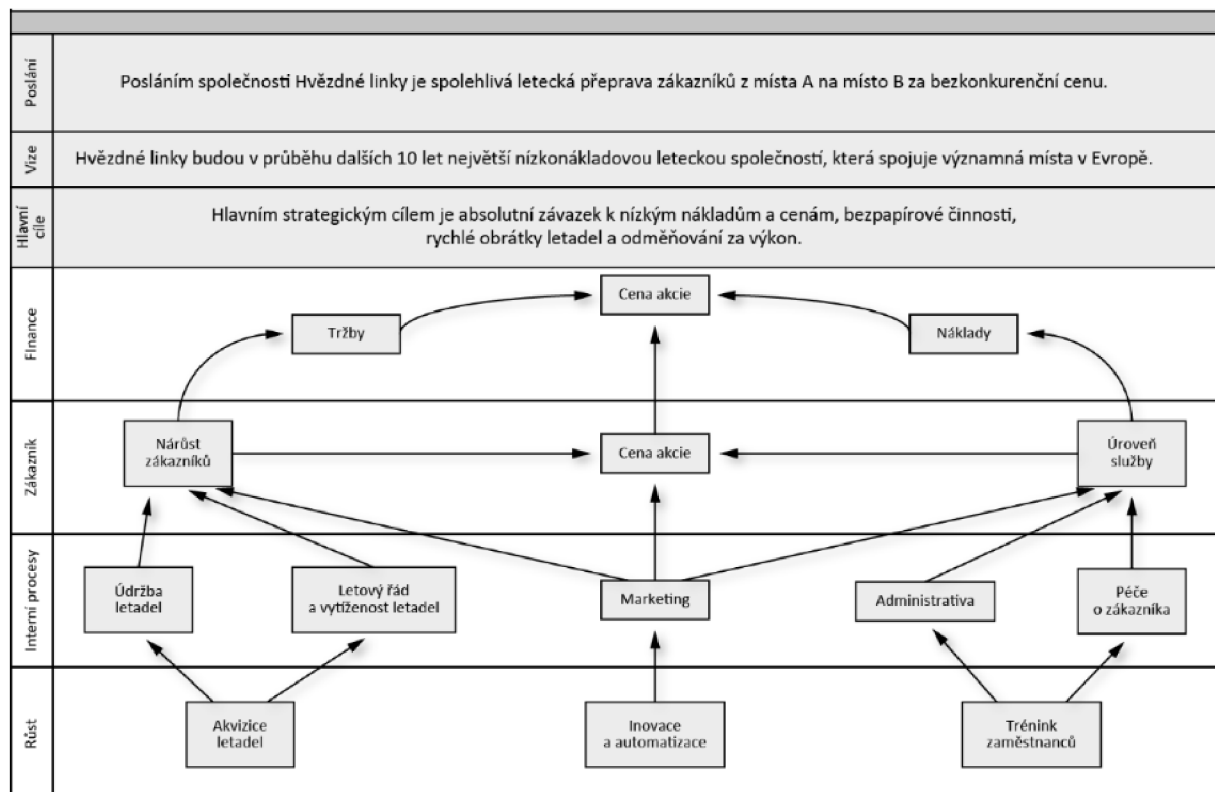 Poslání
Posláním společnosti Hvězdné linky je spolehlivá letecká přeprava zákazníků z místa A na místo B za bezkonkurenční cenu.
Vize
Hvězdné linky budou v průběhu dalších 10 let největší nízkonákladovou leteckou společností, která spojuje významná místa v Evropě.
Hlavní
cíle
Hlavním strategickým cílem je absolutní závazek k nízkým nákladům a cenám, bezpapírové činnosti,
rychlé obrátky letadel a odměňování za výkon.
FInance
Cena akcie
Tržby
Náklady
Zákazník
Nárůst
zákazníků
Cena akcie
Úroveň
služby
Interní procesy
Údržba
letadel
Letový řád
a vytíženost letadel
Marketing
Administrativa
Péče
o zákazníka
Růst
Akvizice
letadel
Inovace
a automatizace
Trénink
zaměstnanců